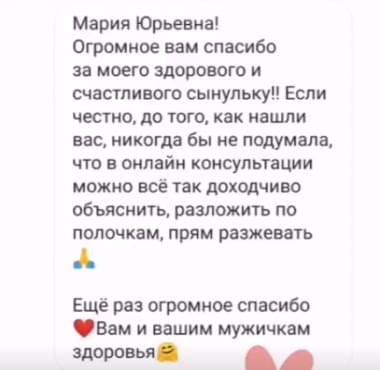 Мария Юрьевна!
Огромное вам спасибо
за моего здорового и
счастливого сынульку!! Если
честно, до того, как нашли
вас, никогда бы не подумала,
что в онлайн консультации
можно всё так доходчиво
объяснить, разложить по
полочкам, прям разжевать
🙏
Ещё раз огромное спасибо
❤️Вам и вашим мужичкам
здоровья🤗